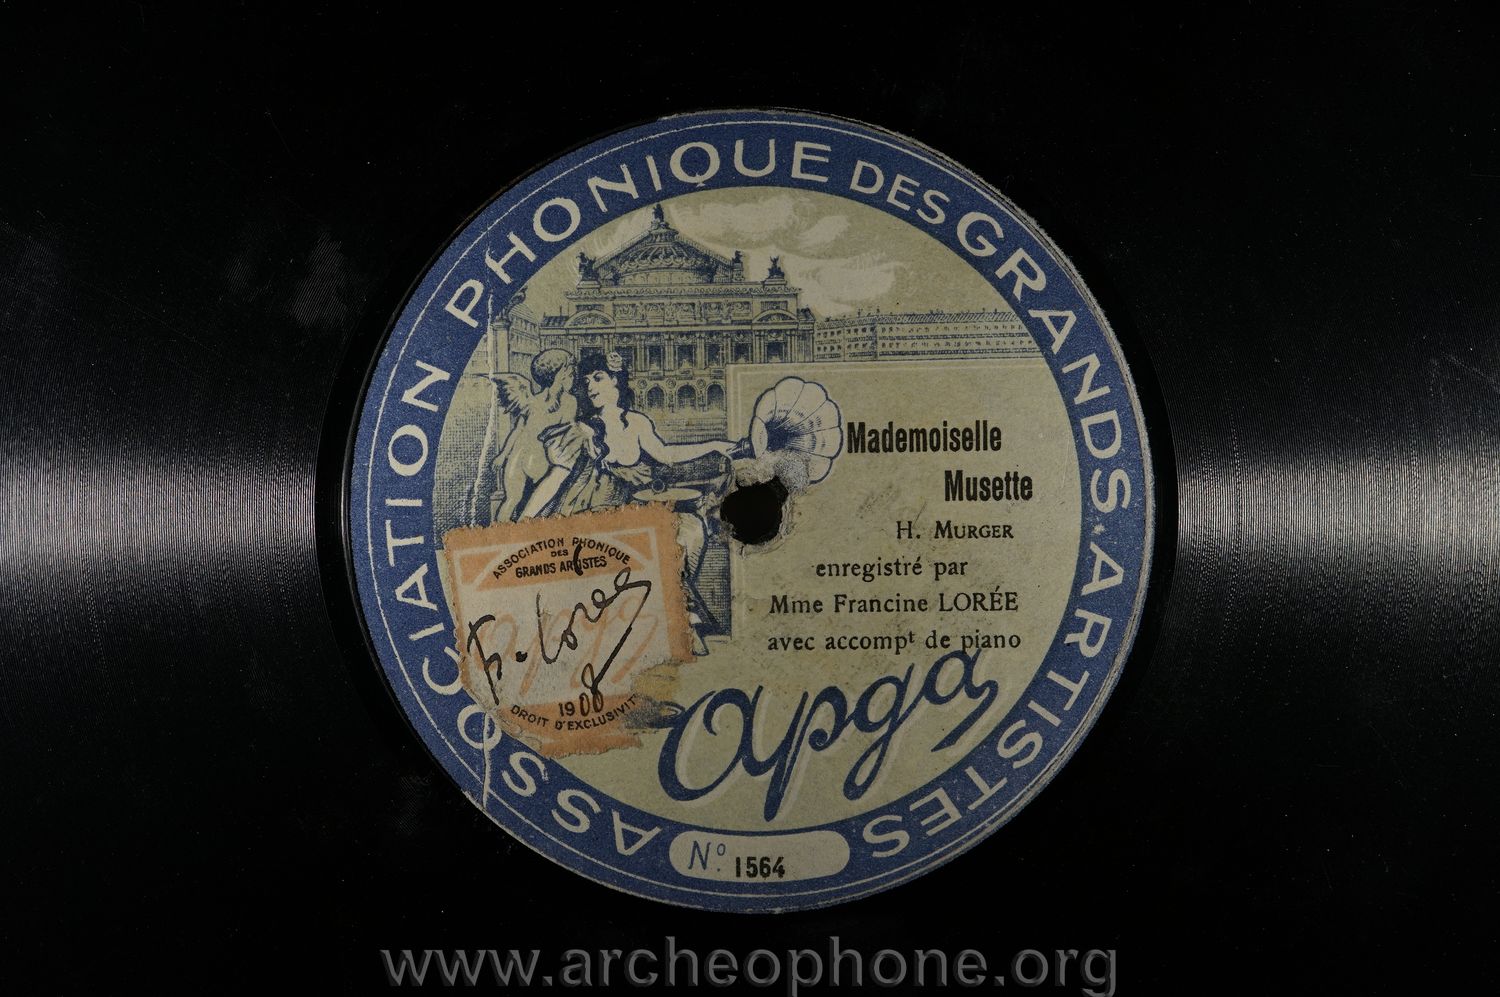 ASSOCIATION PHONIQUE DES GRANDS ARTISTES
Mademoiselle
Musette
H. MURGER
enregistré par
Mme Francine LORÉE
avec accompᵗ de piano
apga
Nº 1564
ASSOCIATION PHONIQUE
DES
GRANDS ARTISTES
F. Lorée
1908
DROIT D'EXCLUSIVIT
www.archeophone.org